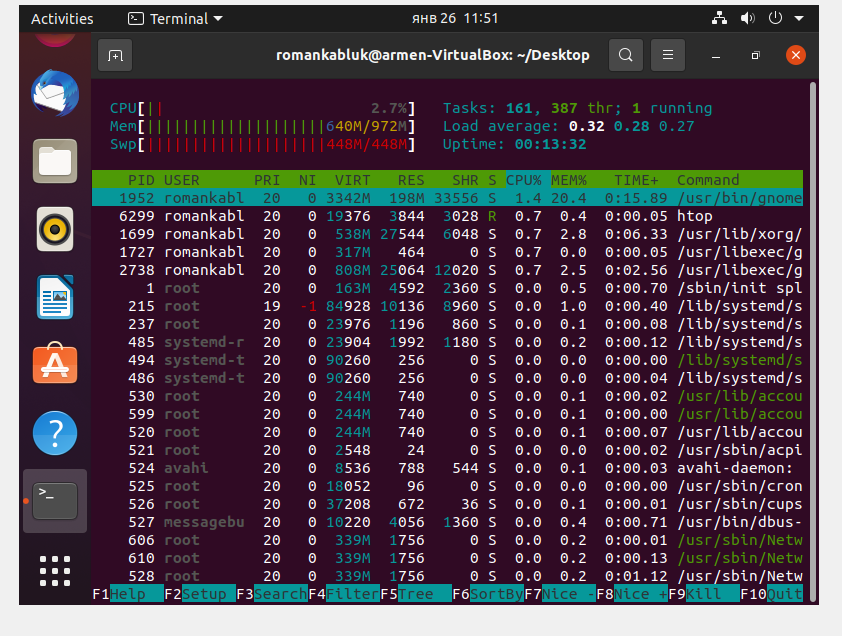 Activities Terminal янв 26 11:51
romankabluk@armen-VirtualBox: ~/Desktop
CPU[|| 2.7%] Tasks: 161, 387 thr; 1 running
Mem[||||||||||||||||||||640M/972M] Load average: 0.32 0.28 0.27
Swp[||||||||||||||||||||448M/448M] Uptime: 00:13:32
PID USER PRI NI VIRT RES SHR S CPU% MEM% TIME+ Command
1952 romankabl 20 0 3342M 198M 33556 S 1.4 20.4 0:15.89 /usr/bin/gnome
6299 romankabl 20 0 19376 3844 3028 R 0.7 0.4 0:00.05 htop
1699 romankabl 20 0 538M 27544 6048 S 0.7 2.8 0:06.33 /usr/lib/xorg/
1727 romankabl 20 0 317M 464 0 S 0.7 0.0 0:00.05 /usr/libexec/g
2738 romankabl 20 0 808M 25064 12020 S 0.7 2.5 0:02.56 /usr/libexec/g
1 root 20 0 163M 4592 2360 S 0.0 0.5 0:00.70 /sbin/init spl
215 root 19 -1 84928 10136 8960 S 0.0 1.0 0:00.40 /lib/systemd/s
237 root 20 0 23976 1196 860 S 0.0 0.1 0:00.08 /lib/systemd/s
485 systemd-r 20 0 23904 1992 1180 S 0.0 0.2 0:00.12 /lib/systemd/s
494 systemd-t 20 0 90260 256 0 S 0.0 0.0 0:00.00 /lib/systemd/s
486 systemd-t 20 0 90260 256 0 S 0.0 0.0 0:00.04 /lib/systemd/s
530 root 20 0 244M 740 0 S 0.0 0.1 0:00.02 /usr/lib/accou
599 root 20 0 244M 740 0 S 0.0 0.1 0:00.00 /usr/lib/accou
520 root 20 0 244M 740 0 S 0.0 0.1 0:00.07 /usr/lib/accou
521 root 20 0 2548 24 0 S 0.0 0.0 0:00.02 /usr/sbin/acpi
524 avahi 20 0 8536 788 544 S 0.0 0.1 0:00.03 avahi-daemon:
525 root 20 0 18052 96 0 S 0.0 0.0 0:00.00 /usr/sbin/cron
526 root 20 0 37208 672 36 S 0.0 0.1 0:00.01 /usr/sbin/cups
527 messagebu 20 0 10220 4056 1360 S 0.0 0.4 0:00.71 /usr/bin/dbus-
606 root 20 0 339M 1756 0 S 0.0 0.2 0:00.01 /usr/sbin/Netw
610 root 20 0 339M 1756 0 S 0.0 0.2 0:00.13 /usr/sbin/Netw
528 root 20 0 339M 1756 0 S 0.0 0.2 0:01.12 /usr/sbin/Netw
F1Help F2Setup F3SearchF4FilterF5Tree F6SortByF7Nice -F8Nice +F9Kill F10Quit